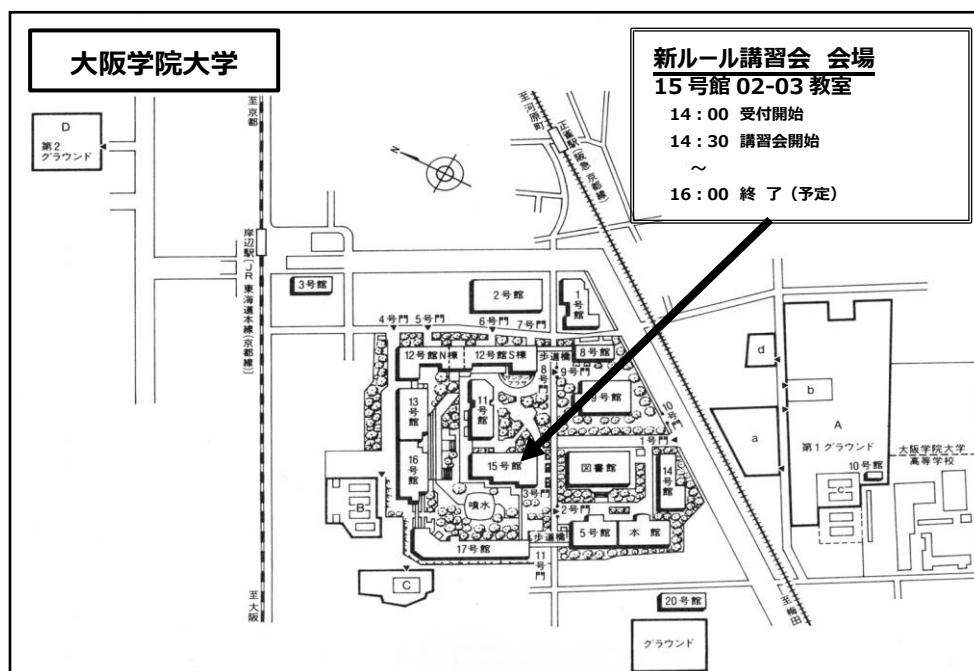 大阪学院大学
新ルール講習会 会場
15号館 02-03教室
14：00 受付開始
14：30 講習会開始
～
16：00 終 了（予定）
至京都
至河原町
正雀駅（阪急 京都線）
N
D
第2
グラウンド
岸辺駅（JR 東海道本線（京都線））
3号館
2号館
1号館
4号門
5号門
6号門
7号門
12号館N棟
12号館S棟
歩道橋
8号館
8号門
9号門
9号館
10号門
11号館
13号館
1号門
16号館
15号館
図書館
14号館
3号門
噴水
2号門
B
歩道橋
5号館
本 館
17号館
11号門
C
20号館
グラウンド
至大阪
至梅田
d
b
a
A
第1グラウンド
10号館
c
大阪学院大学
高等学校